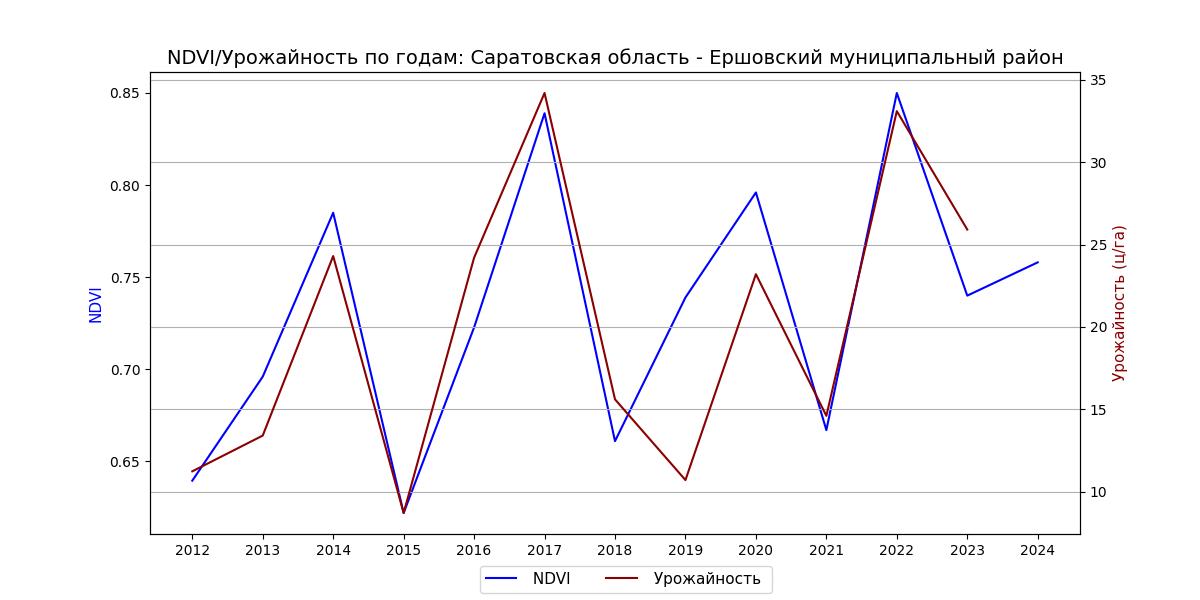 NDVI/Урожайность по годам: Саратовская область - Ершовский муниципальный район
0.85
0.80
0.75
0.70
0.65
NDVI
35
30
25
20
15
10
Урожайность (ц/га)
2012 2013 2014 2015 2016 2017 2018 2019 2020 2021 2022 2023 2024
NDVI Урожайность